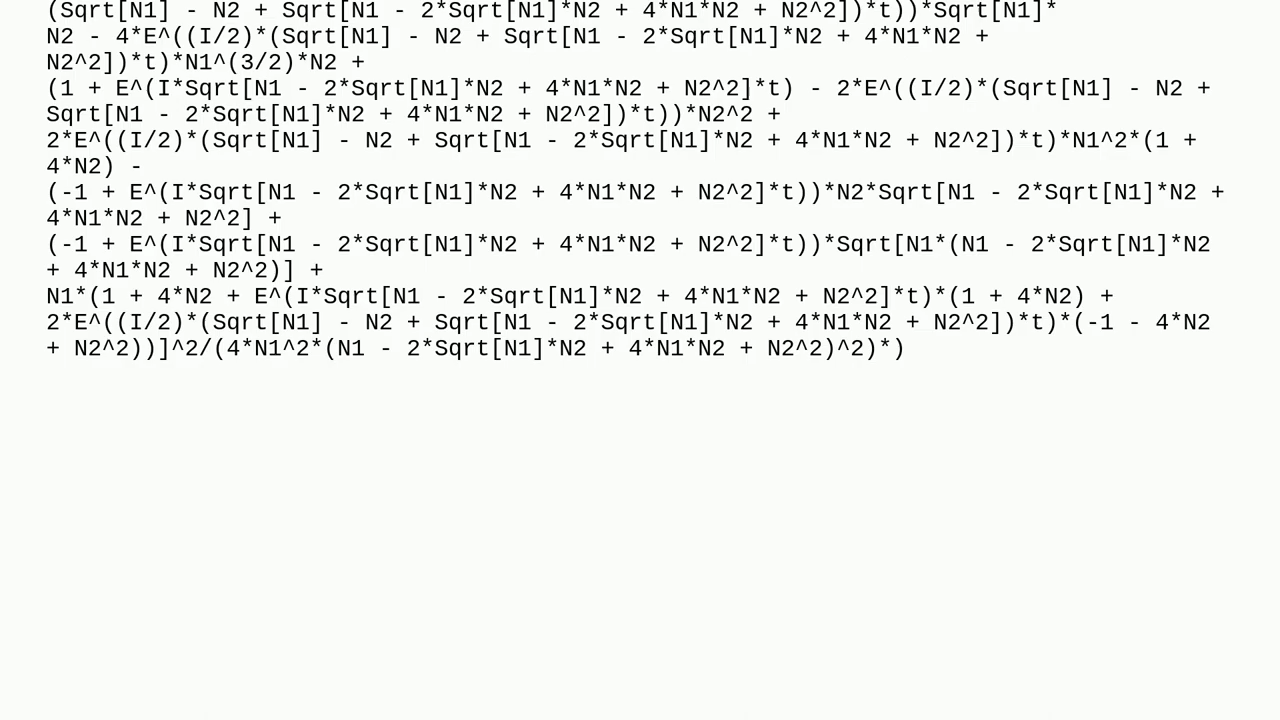 (Sqrt[N1] - N2 + Sqrt[N1 - 2*Sqrt[N1]*N2 + 4*N1*N2 + N2^2])*t))*Sqrt[N1]*
N2 - 4*E^((I/2)*(Sqrt[N1] - N2 + Sqrt[N1 - 2*Sqrt[N1]*N2 + 4*N1*N2 +
N2^2])*t)*N1^(3/2)*N2 +
(1 + E^(I*Sqrt[N1 - 2*Sqrt[N1]*N2 + 4*N1*N2 + N2^2]*t) - 2*E^((I/2)*(Sqrt[N1] - N2 +
Sqrt[N1 - 2*Sqrt[N1]*N2 + 4*N1*N2 + N2^2])*t))*N2^2 +
2*E^((I/2)*(Sqrt[N1] - N2 + Sqrt[N1 - 2*Sqrt[N1]*N2 + 4*N1*N2 + N2^2])*t)*N1^2*(1 +
4*N2) -
(-1 + E^(I*Sqrt[N1 - 2*Sqrt[N1]*N2 + 4*N1*N2 + N2^2]*t))*N2*Sqrt[N1 - 2*Sqrt[N1]*N2 +
4*N1*N2 + N2^2] +
(-1 + E^(I*Sqrt[N1 - 2*Sqrt[N1]*N2 + 4*N1*N2 + N2^2]*t))*Sqrt[N1*(N1 - 2*Sqrt[N1]*N2
+ 4*N1*N2 + N2^2)] +
N1*(1 + 4*N2 + E^(I*Sqrt[N1 - 2*Sqrt[N1]*N2 + 4*N1*N2 + N2^2]*t)*(1 + 4*N2) +
2*E^((I/2)*(Sqrt[N1] - N2 + Sqrt[N1 - 2*Sqrt[N1]*N2 + 4*N1*N2 + N2^2])*t)*(-1 - 4*N2
+ N2^2))]^2/(4*N1^2*(N1 - 2*Sqrt[N1]*N2 + 4*N1*N2 + N2^2)^2)*)